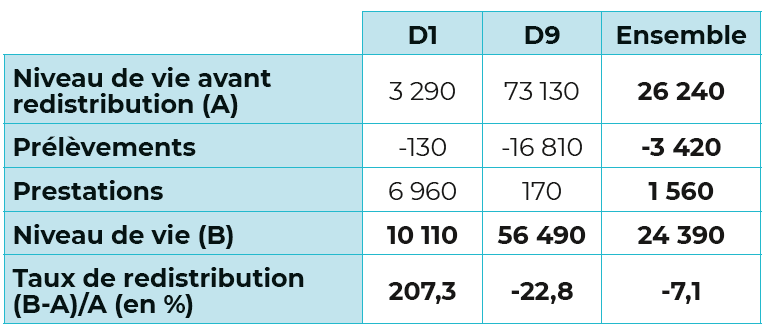 D1 D9 Ensemble
Niveau de vie avant
redistribution (A) 3 290 73 130 26 240
Prélèvements -130 -16 810 -3 420
Prestations 6 960 170 1 560
Niveau de vie (B) 10 110 56 490 24 390
Taux de redistribution
(B-A)/A (en %) 207,3 -22,8 -7,1